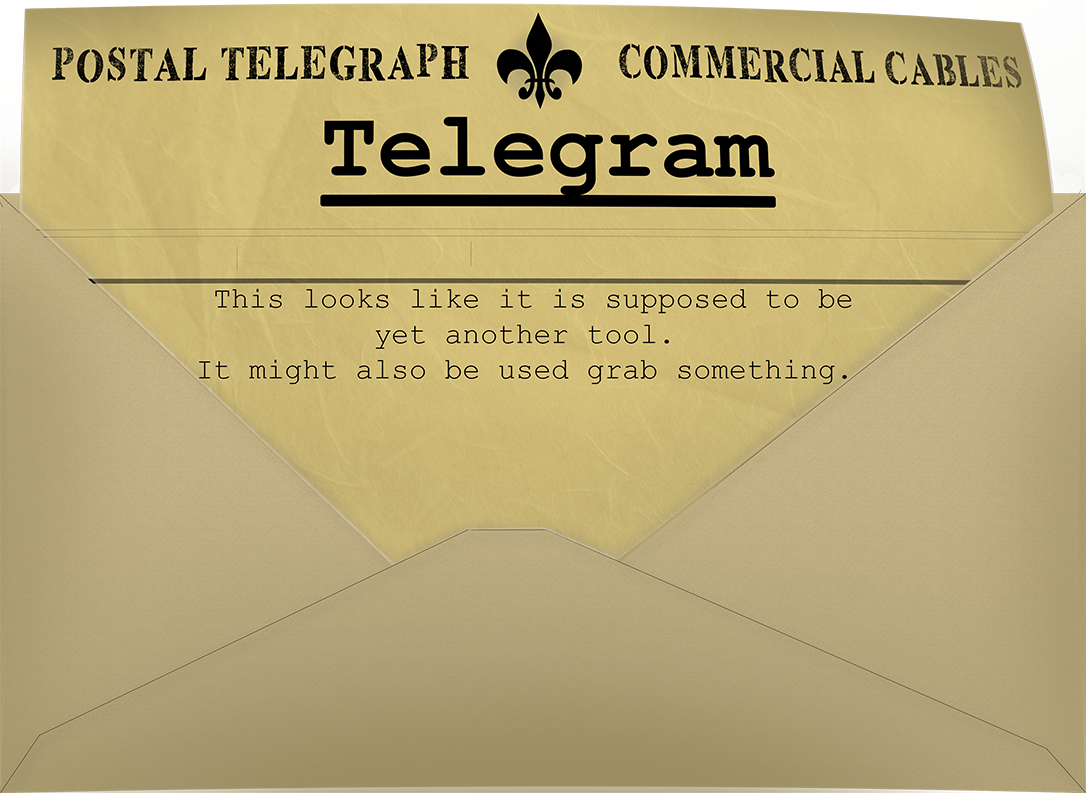 POSTAL TELEGRAPH COMMERCIAL CABLES
Telegram
This looks like it is supposed to be
yet another tool.
It might also be used grab something.